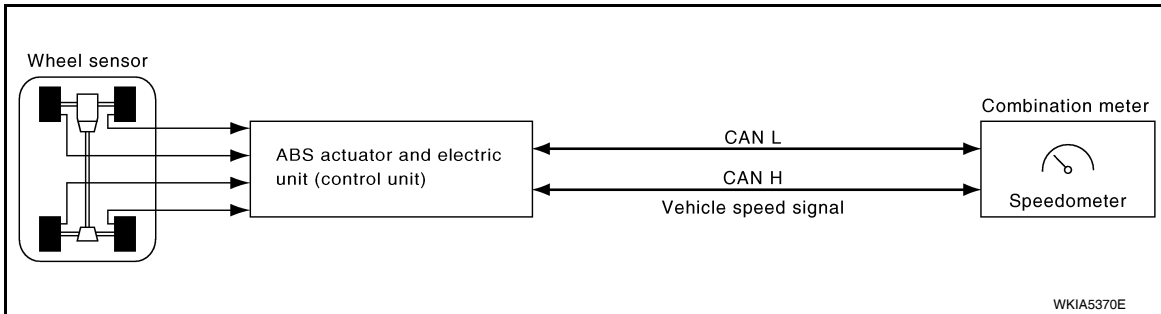 Wheel sensor
ABS actuator and electric
unit (control unit)
CAN L
CAN H
Vehicle speed signal
Combination meter
Speedometer
WKIA5370E